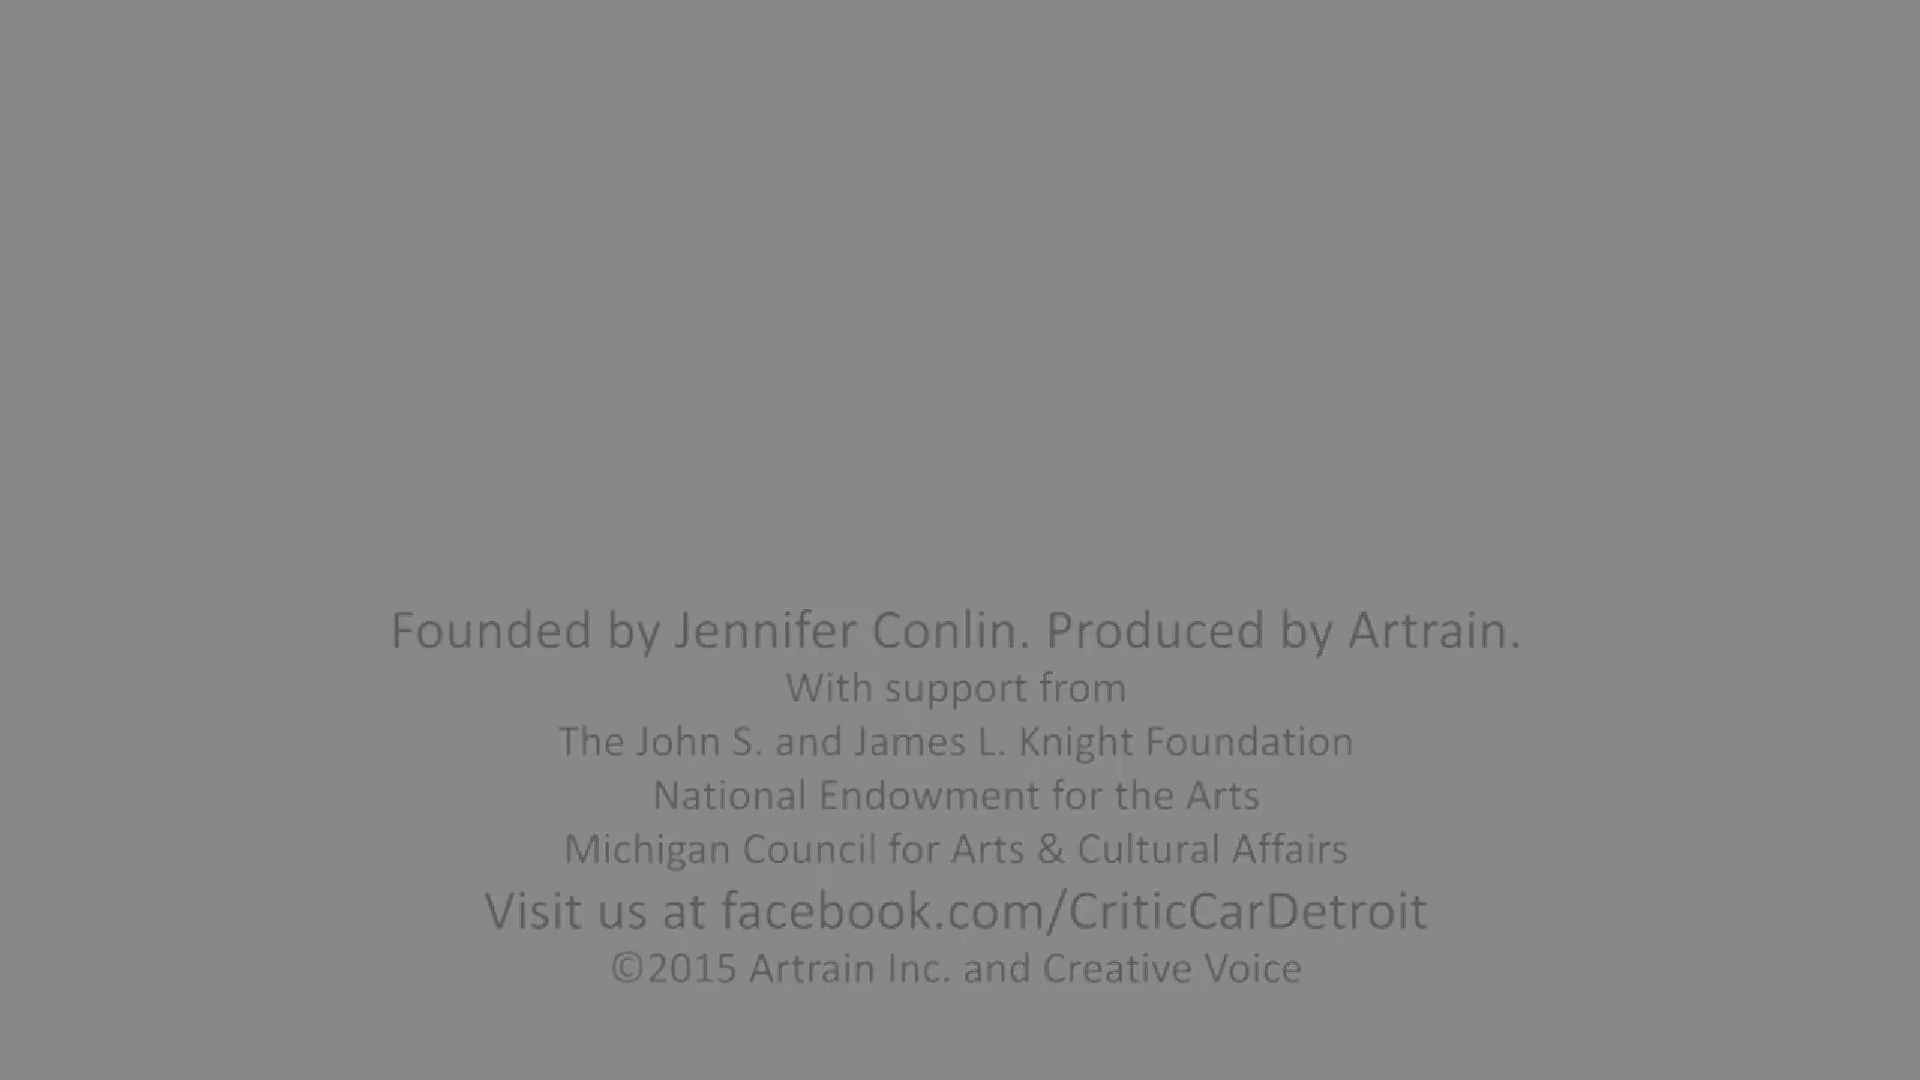 Founded by Jennifer Conlin. Produced by Artrain.
With support from
The John S. and James L. Knight Foundation
National Endowment for the Arts
Michigan Council for Arts & Cultural Affairs
Visit us at facebook.com/CriticCarDetroit
©2015 Artrain Inc. and Creative Voice